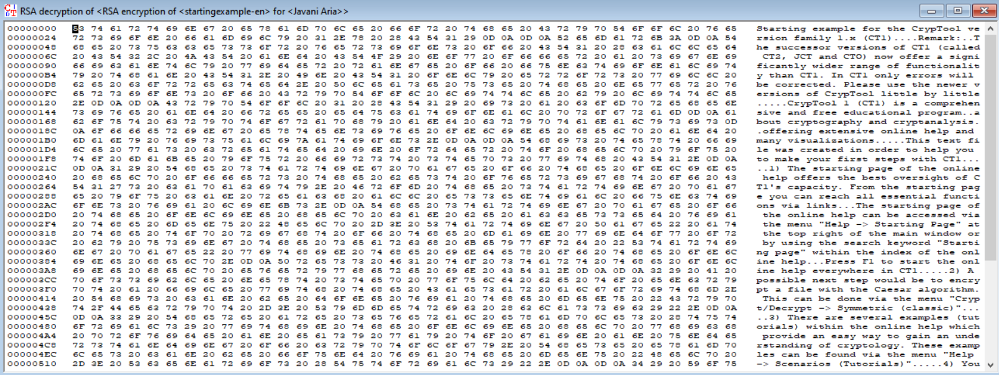 RSA decryption of <RSA encryption of <startingexample-en> for <Javani Aria>>
00000000 53 74 61 72 74 69 6E 67 20 65 78 61 6D 70 6C 65 20 66 6F 72 20 74 68 65 20 43 72 79 70 54 6F 6F 6C 20 76 65 Starting example for the CrypTool ve
00000024 72 73 69 6F 6E 20 66 61 6D 69 6C 79 20 31 2E 78 20 28 43 54 31 29 0D 0A 0D 0A 52 65 6D 61 72 6B 3A 0D 0A 54 rsion family 1.x (CT1)....Remark:..T
00000048 68 65 20 73 75 63 63 65 73 73 6F 72 20 76 65 72 73 69 6F 6E 73 20 6F 66 20 43 54 31 20 28 63 61 6C 6C 65 64 he successor versions of CT1 (called
0000006C 20 43 54 32 2C 20 4A 43 54 20 61 6E 64 20 43 54 4F 29 20 6E 6F 77 20 6F 66 66 65 72 20 61 20 73 69 67 6E 69 CT2, JCT and CTO) now offer a signi
00000090 66 69 63 61 6E 74 6C 79 20 77 69 64 65 72 20 72 61 6E 67 65 20 6F 66 20 66 75 6E 63 74 69 6F 6E 61 6C 69 74 ficantly wider range of functionalit
000000B4 79 20 74 68 61 6E 20 43 54 31 2E 20 49 6E 20 43 54 31 20 6F 6E 6C 79 20 65 72 72 6F 72 73 20 77 69 6C 6C 20 y than CT1. In CT1 only errors will
000000D8 62 65 20 63 6F 72 72 65 63 74 65 64 2E 20 50 6C 65 61 73 65 20 75 73 65 20 74 68 65 20 6E 65 77 65 72 20 76 be corrected. Please use the newer v
000000FC 65 72 73 69 6F 6E 73 20 6F 66 20 43 72 79 70 54 6F 6F 6C 20 6C 69 74 74 6C 65 20 62 79 20 6C 69 74 74 6C 65 ersions of CrypTool little by little
00000120 2E 0D 0A 0D 0A 43 72 79 70 54 6F 6F 6C 20 31 20 28 43 54 31 29 20 69 73 20 61 20 63 6F 6D 70 72 65 68 65 6E .....CrypTool 1 (CT1) is a comprehen
00000144 73 69 76 65 20 61 6E 64 20 66 72 65 65 20 65 64 75 63 61 74 69 6F 6E 61 6C 20 70 72 6F 67 72 61 6D 0D 0A 61 sive and free educational program..a
00000168 62 6F 75 74 20 63 72 79 70 74 6F 67 72 61 70 68 79 20 61 6E 64 20 63 72 79 70 74 61 6E 61 6C 79 73 69 73 0D bout cryptography and cryptanalysis.
0000018C 0A 6F 66 66 65 72 69 6E 67 20 65 78 74 65 6E 73 69 76 65 20 6F 6E 6C 69 6E 65 20 68 65 6C 70 20 61 6E 64 20 .offering extensive online help and
000001B0 6D 61 6E 79 20 76 69 73 75 61 6C 69 7A 61 74 69 6F 6E 73 2E 0D 0A 0D 0A 54 68 69 73 20 74 65 78 74 20 66 69 many visualizations.....This text fi
000001D4 6C 65 20 77 61 73 20 63 72 65 61 74 65 64 20 69 6E 20 6F 72 64 65 72 20 74 6F 20 68 65 6C 70 20 79 6F 75 20 le was created in order to help you
000001F8 74 6F 20 6D 61 6B 65 20 79 6F 75 72 20 66 69 72 73 74 20 73 74 65 70 73 20 77 69 74 68 20 43 54 31 2E 0D 0A to make your first steps with CT1...
0000021C 0D 0A 31 29 20 54 68 65 20 73 74 61 72 74 69 6E 67 20 70 61 67 65 20 6F 66 20 74 68 65 20 6F 6E 6C 69 6E 65 ..1) The starting page of the online
00000240 20 68 65 6C 70 20 6F 66 66 65 72 73 20 74 68 65 20 62 65 73 74 20 6F 76 65 72 73 69 67 68 74 20 6F 66 20 43 help offers the best oversight of C
00000264 54 31 27 73 20 63 61 70 61 63 69 74 79 2E 20 46 72 6F 6D 20 74 68 65 20 73 74 61 72 74 69 6E 67 20 70 61 67 T1's capacity. From the starting pag
00000288 65 20 79 6F 75 20 63 61 6E 20 72 65 61 63 68 20 61 6C 6C 20 65 73 73 65 6E 74 69 61 6C 20 66 75 6E 63 74 69 e you can reach all essential functi
000002AC 6F 6E 73 20 76 69 61 20 6C 69 6E 6B 73 2E 0D 0A 54 68 65 20 73 74 61 72 74 69 6E 67 20 70 61 67 65 20 6F 66 ons via links...The starting page of
000002D0 20 74 68 65 20 6F 6E 6C 69 6E 65 20 68 65 6C 70 20 63 61 6E 20 62 65 20 61 63 63 65 73 73 65 64 20 76 69 61 the online help can be accessed via
000002F4 20 74 68 65 20 6D 65 6E 75 20 22 48 65 6C 70 20 2D 3E 20 53 74 61 72 74 69 6E 67 20 50 61 67 65 22 20 61 74 the menu "Help -> Starting Page" at
00000318 20 74 68 65 20 74 6F 70 20 72 69 67 68 74 20 6F 66 20 74 68 65 20 6D 61 69 6E 20 77 69 6E 64 6F 77 20 6F 72 the top right of the main window or
0000033C 20 62 79 20 75 73 69 6E 67 20 74 68 65 20 73 65 61 72 63 68 20 6B 65 79 77 6F 72 64 20 22 53 74 61 72 74 69 by using the search keyword "Starti
00000360 6E 67 20 70 61 67 65 22 20 77 69 74 68 69 6E 20 74 68 65 20 69 6E 64 65 78 20 6F 66 20 74 68 65 20 6F 6E 6C ng page" within the index of the onl
00000384 69 6E 65 20 68 65 6C 70 2E 0D 0A 50 72 65 73 73 20 46 31 20 74 6F 20 73 74 61 72 74 20 74 68 65 20 6F 6E 6C ine help...Press F1 to start the onl
000003A8 69 6E 65 20 68 65 6C 70 20 65 76 65 72 79 77 68 65 72 65 20 69 6E 20 43 54 31 2E 0D 0A 0D 0A 32 29 20 41 20 ine help everywhere in CT1.....2) A
000003CC 70 6F 73 73 69 62 6C 65 20 6E 65 78 74 20 73 74 65 70 20 77 6F 75 6C 64 20 62 65 20 74 6F 20 65 6E 63 72 79 possible next step would be to encry
000003F0 70 74 20 61 20 66 69 6C 65 20 77 69 74 68 20 74 68 65 20 43 61 65 73 61 72 20 61 6C 67 6F 72 69 74 68 6D 2E pt a file with the Caesar algorithm.
00000414 20 54 68 69 73 20 63 61 6E 20 62 65 20 64 6F 6E 65 20 76 69 61 20 74 68 65 20 6D 65 6E 75 20 22 43 72 79 70 This can be done via the menu "Cryp
00000438 74 2F 44 65 63 72 79 70 74 20 2D 3E 20 53 79 6D 6D 65 74 72 69 63 20 28 63 6C 61 73 73 69 63 29 22 2E 0D 0A t/Decrypt -> Symmetric (classic)"...
0000045C 0D 0A 33 29 20 54 68 65 72 65 20 61 72 65 20 73 65 76 65 72 61 6C 20 65 78 61 6D 70 6C 65 73 20 28 74 75 74 ..3) There are several examples (tut
00000480 6F 72 69 61 6C 73 29 20 77 69 74 68 69 6E 20 74 68 65 20 6F 6E 6C 69 6E 65 20 68 65 6C 70 20 77 68 69 63 68 orials) within the online help which
000004A4 20 70 72 6F 76 69 64 65 20 61 6E 20 65 61 73 79 20 77 61 79 20 74 6F 20 67 61 69 6E 20 61 6E 20 75 6E 64 65 provide an easy way to gain an unde
000004C8 72 73 74 61 6E 64 69 6E 67 20 6F 66 20 63 72 79 70 74 6F 6C 6F 67 79 2E 20 54 68 65 73 65 20 65 78 61 6D 70 rstanding of cryptology. These examp
000004EC 6C 65 73 20 63 61 6E 20 62 65 20 66 6F 75 6E 64 20 76 69 61 20 74 68 65 20 6D 65 6E 75 20 22 48 65 6C 70 20 les can be found via the menu "Help
00000510 2D 3E 20 53 63 65 6E 61 72 69 6F 73 20 28 54 75 74 6F 72 69 61 6C 73 29 22 2E 0D 0A 0D 0A 34 29 20 59 6F 75 -> Scenarios (Tutorials)".....4) You